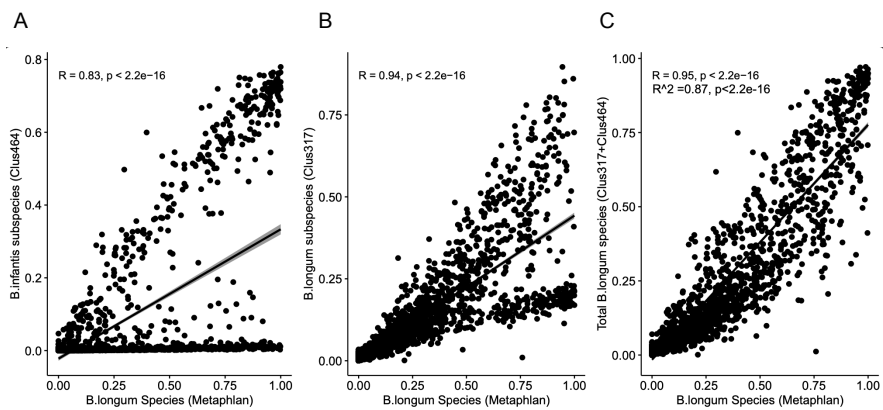 A
B
C
R = 0.83, p < 2.2e−16
R = 0.94, p < 2.2e−16
R = 0.95, p < 2.2e−16
R^2 =0.87, p<2.2e-16
B.infantis subspecies (Clus464)
0.8
0.6
0.4
0.2
0.0
0.00 0.25 0.50 0.75 1.00
B.longum Species (Metaphlan)
B.longum subspecies (Clus317)
0.75
0.50
0.25
0.00
0.00 0.25 0.50 0.75 1.00
B.longum Species (Metaphlan)
Total B.longum species (Clus317+Clus464)
1.00
0.75
0.50
0.25
0.00
0.00 0.25 0.50 0.75 1.00
B.longum Species (Metaphlan)